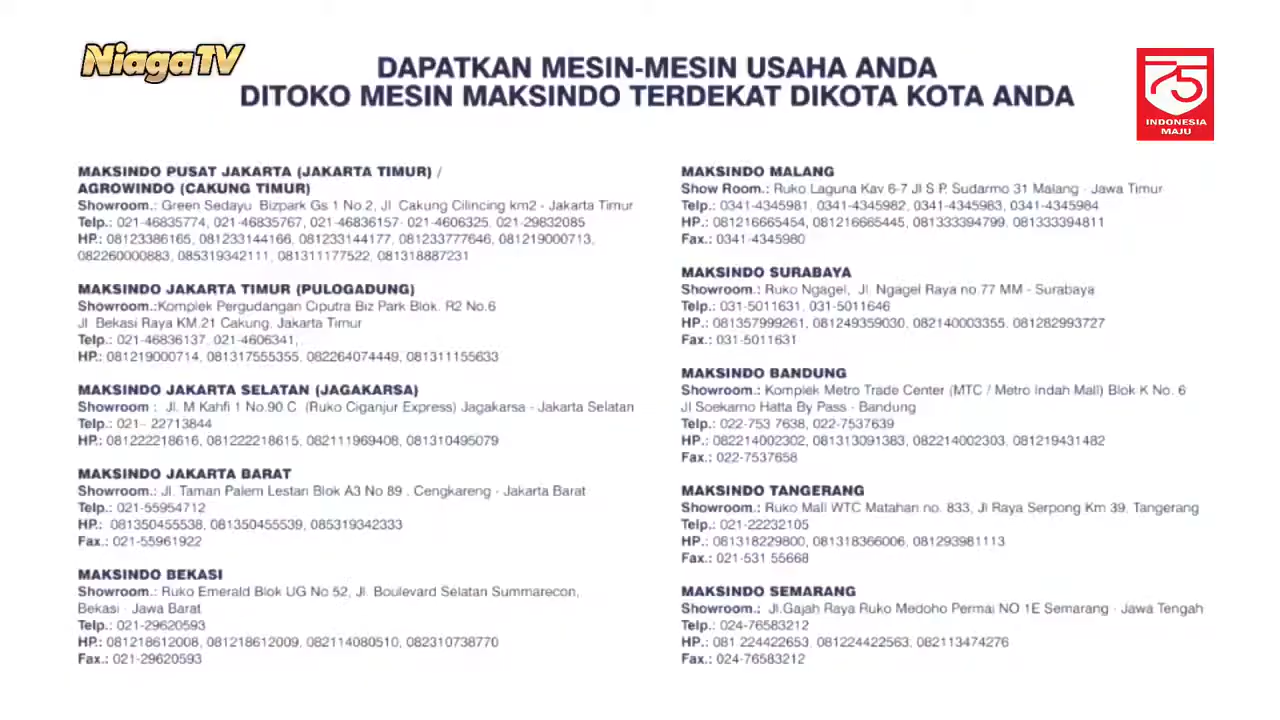 NiagaTV
DAPATKAN MESIN-MESIN USAHA ANDA
DITOKO MESIN MAKSINDO TERDEKAT DIKOTA KOTA ANDA
75
INDONESIA
MAJU
MAKSINDO PUSAT JAKARTA (JAKARTA TIMUR) /
AGROWINDO (CAKUNG TIMUR)
Showroom.: Green Sedayu Bizpark Gs 1 No 2, Jl Cakung Cilincing km2 - Jakarta Timur
Telp.: 021-46835774, 021-46835767, 021-46836157- 021-4606325, 021-29832085
HP.: 08123386165, 081233144166, 081233144177, 081233777646, 081219000713,
082260000883, 085319342111, 081311177522, 081318887231
MAKSINDO JAKARTA TIMUR (PULOGADUNG)
Showroom.:Komplek Pergudangan Ciputra Biz Park Blok. R2 No.6
Jl Bekasi Raya KM.21 Cakung, Jakarta Timur
Telp.: 021-46836137, 021-4606341,
HP.: 081219000714, 081317555355, 082264074449, 081311155633
MAKSINDO JAKARTA SELATAN (JAGAKARSA)
Showroom : Jl. M Kahfi 1 No.90 C (Ruko Ciganjur Express) Jagakarsa - Jakarta Selatan
Telp.: 021- 22713844
HP.: 081222218616, 081222218615, 082111969408, 081310495079
MAKSINDO JAKARTA BARAT
Showroom.: Jl. Taman Palem Lestari Blok A3 No 89 . Cengkareng - Jakarta Barat
Telp.: 021-55954712
HP.: 081350455538, 081350455539, 085319342333
Fax.: 021-55961922
MAKSINDO BEKASI
Showroom.: Ruko Emerald Blok UG No 52, Jl. Boulevard Selatan Summarecon,
Bekasi - Jawa Barat
Telp.: 021-29620593
HP.: 081218612008, 081218612009, 082114080510, 082310738770
Fax.: 021-29620593
MAKSINDO MALANG
Show Room.: Ruko Laguna Kav 6-7 Jl S P. Sudarmo 31 Malang - Jawa Timur
Telp.: 0341-4345981, 0341-4345982, 0341-4345983, 0341-4345984
HP.: 081216665454, 081216665445, 081333394799, 081333394811
Fax.: 0341-4345980
MAKSINDO SURABAYA
Showroom.: Ruko Ngagel, Jl. Ngagel Raya no.77 MM - Surabaya
Telp.: 031-5011631, 031-5011646
HP.: 081357999261, 081249359030, 082140003355, 081282993727
Fax.: 031-5011631
MAKSINDO BANDUNG
Showroom.: Komplek Metro Trade Center (MTC / Metro Indah Mall) Blok K No. 6
Jl Soekarno Hatta By Pass - Bandung
Telp.: 022-753 7638, 022-7537639
HP.: 082214002302, 081313091383, 082214002303, 081219431482
Fax.: 022-7537658
MAKSINDO TANGERANG
Showroom.: Ruko Mall WTC Matahari no. 833, Jl Raya Serpong Km 39, Tangerang
Telp.: 021-22232105
HP.: 081318229800, 081318366006, 081293981113
Fax.: 021-531 55668
MAKSINDO SEMARANG
Showroom.: Jl.Gajah Raya Ruko Medoho Permai NO 1E Semarang - Jawa Tengah
Telp.: 024-76583212
HP.: 081 224422653, 081224422563, 082113474276
Fax.: 024-76583212